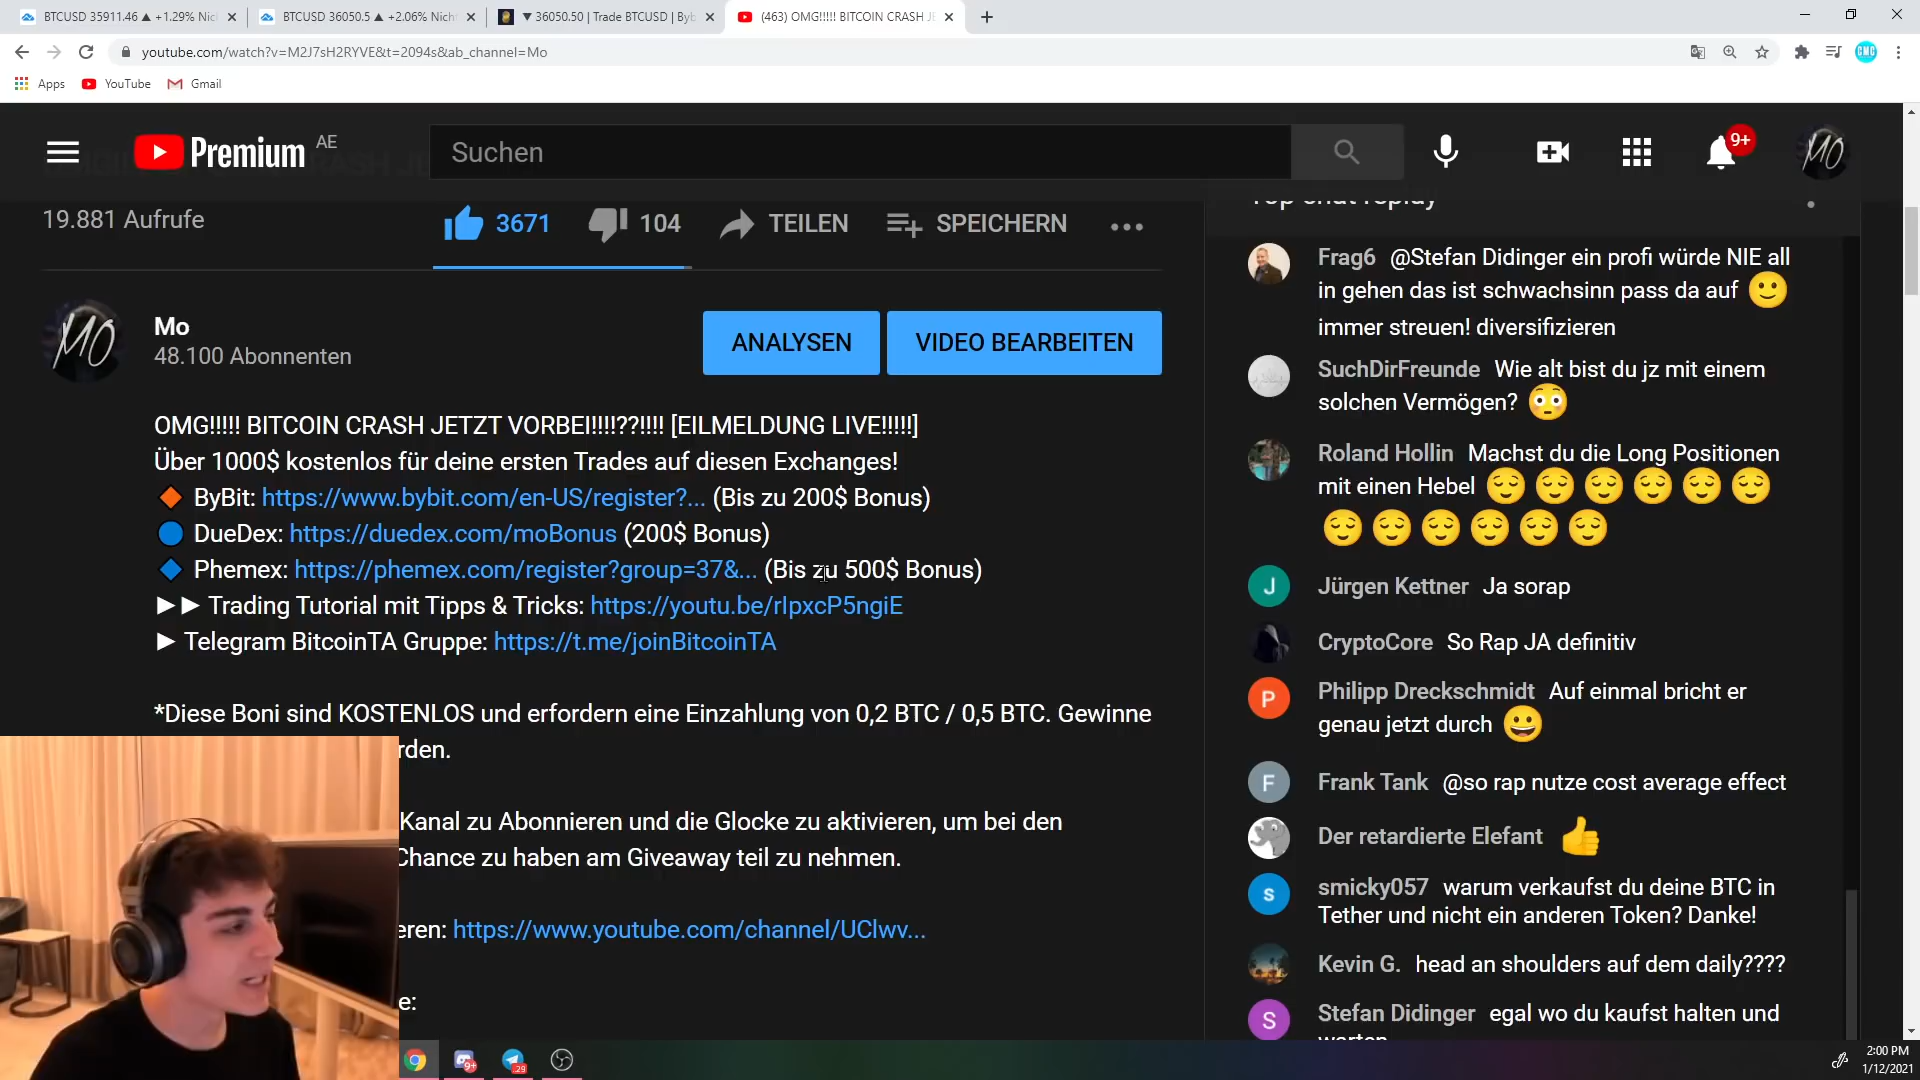 BTCUSD 35911.46 ▲ +1.29% Nic
BTCUSD 36050.5 ▲ +2.06% Nicht
▼ 36050.50 | Trade BTCUSD | Byb
(463) OMG!!!!! BITCOIN CRASH JE
youtube.com/watch?v=M2J7sH2RYVE&t=2094s&ab_channel=Mo
Apps
YouTube
Gmail
Premium AE
Suchen
9+
MO
19.881 Aufrufe
3671
104
TEILEN
SPEICHERN
Top chat replay
MO
Mo
48.100 Abonnenten
ANALYSEN
VIDEO BEARBEITEN
OMG!!!!! BITCOIN CRASH JETZT VORBEI!!!!??!!!! [EILMELDUNG LIVE!!!!!]
Über 1000$ kostenlos für deine ersten Trades auf diesen Exchanges!
🔶 ByBit: https://www.bybit.com/en-US/register?... (Bis zu 200$ Bonus)
🔵 DueDex: https://duedex.com/moBonus (200$ Bonus)
🔷 Phemex: https://phemex.com/register?group=37&... (Bis zu 500$ Bonus)
►► Trading Tutorial mit Tipps & Tricks: https://youtu.be/rIpxcP5ngiE
► Telegram BitcoinTA Gruppe: https://t.me/joinBitcoinTA
*Diese Boni sind KOSTENLOS und erfordern eine Einzahlung von 0,2 BTC / 0,5 BTC. Gewinne
rden.
Kanal zu Abonnieren und die Glocke zu aktivieren, um bei den
Chance zu haben am Giveaway teil zu nehmen.
eren: https://www.youtube.com/channel/UClwv...
e:
Frag6 @Stefan Didinger ein profi würde NIE all
in gehen das ist schwachsinn pass da auf 🙂
immer streuen! diversifizieren
SuchDirFreunde Wie alt bist du jz mit einem
solchen Vermögen? 😳
Roland Hollin Machst du die Long Positionen
mit einen Hebel 😌😌😌😌😌😌
😌😌😌😌😌😌
J
Jürgen Kettner Ja sorap
CryptoCore So Rap JA definitiv
P
Philipp Dreckschmidt Auf einmal bricht er
genau jetzt durch 😀
F
Frank Tank @so rap nutze cost average effect
Der retardierte Elefant 👍
s
smicky057 warum verkaufst du deine BTC in
Tether und nicht ein anderen Token? Danke!
Kevin G. head an shoulders auf dem daily????
S
Stefan Didinger egal wo du kaufst halten und
warten
9+
29
2:00 PM
1/12/2021